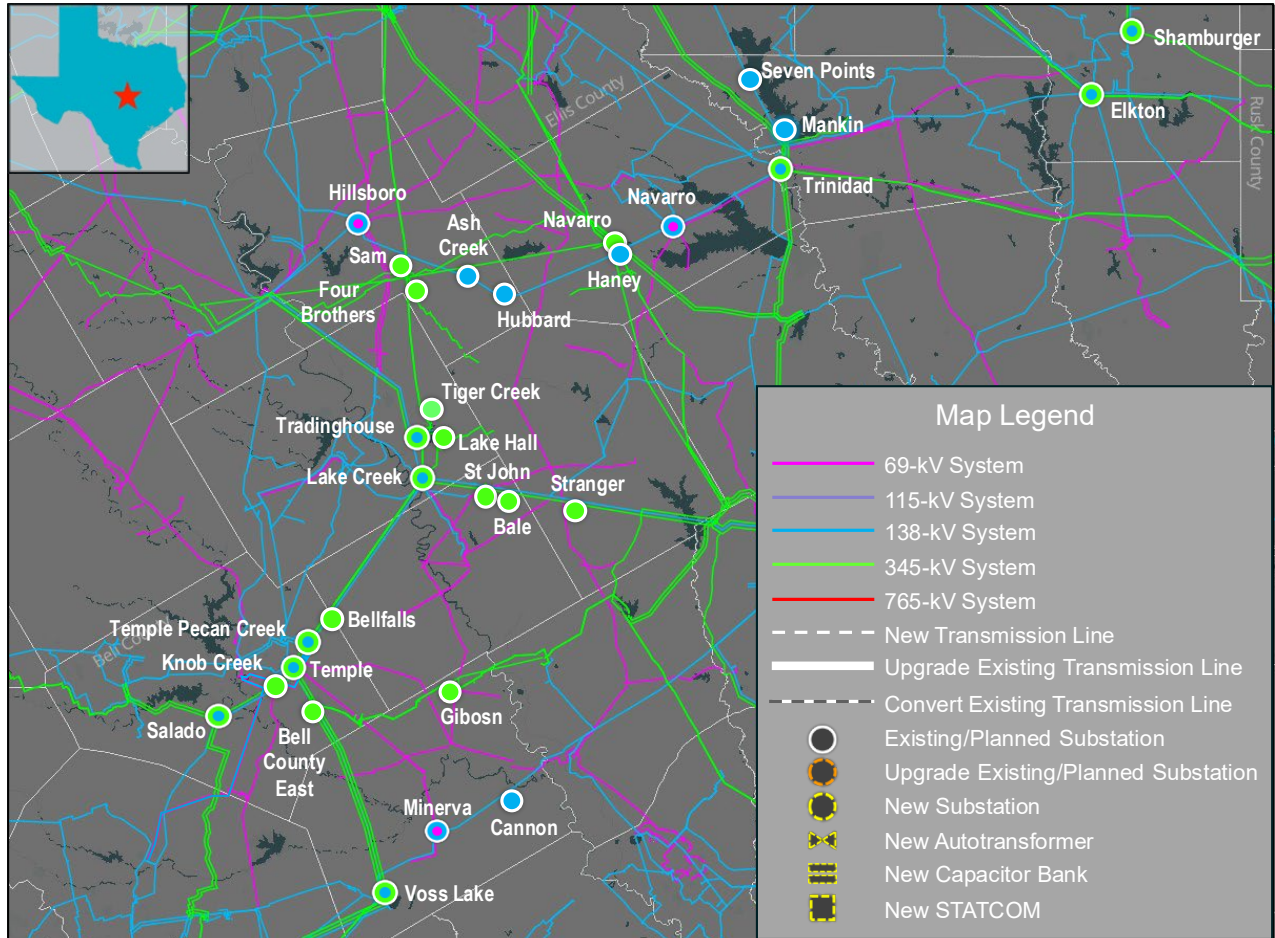 Shamburger
Seven Points
Elkton
Ellis County
Rusk County
Mankin
Trinidad
Hillsboro
Ash
Creek
Navarro
Navarro
Sam
Four
Brothers
Haney
Hubbard
Tiger Creek
Tradinghouse
Lake Hall
Lake Creek
St John
Stranger
Bale
Bellfalls
Temple Pecan Creek
Bell Co
Knob Creek
Temple
Gibosn
Salado
Bell
County
East
Minerva
Cannon
Voss Lake
Map Legend
69-kV System
115-kV System
138-kV System
345-kV System
765-kV System
New Transmission Line
Upgrade Existing Transmission Line
Convert Existing Transmission Line
Existing/Planned Substation
Upgrade Existing/Planned Substation
New Substation
New Autotransformer
New Capacitor Bank
New STATCOM